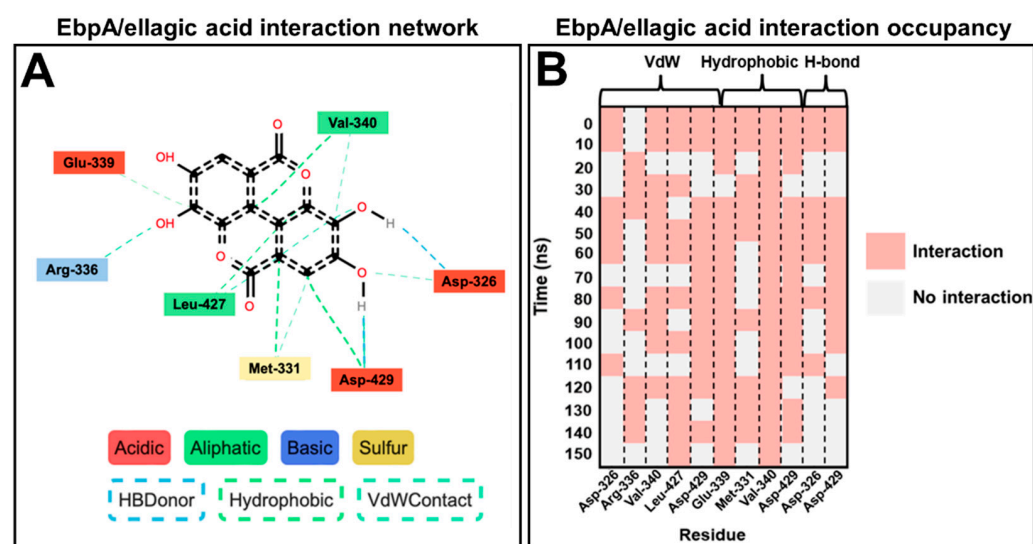 EbpA/ellagic acid interaction network
A
Val-340
O
O
O
OH
Glu-339
OH
O
H
O
O
O
H
O
Arg-336
Asp-326
Leu-427
Met-331
Asp-429
Acidic
Aliphatic
Basic
Sulfur
HBDonor
Hydrophobic
VdWContact
EbpA/ellagic acid interaction occupancy
B
VdW
Hydrophobic
H-bond
Time (ns)
0
10
20
30
40
50
60
70
80
90
100
110
120
130
140
150
Asp-326
Arg-336
Val-340
Leu-427
Asp-429
Glu-339
Met-331
Val-340
Asp-429
Asp-326
Asp-429
Residue
Interaction
No interaction